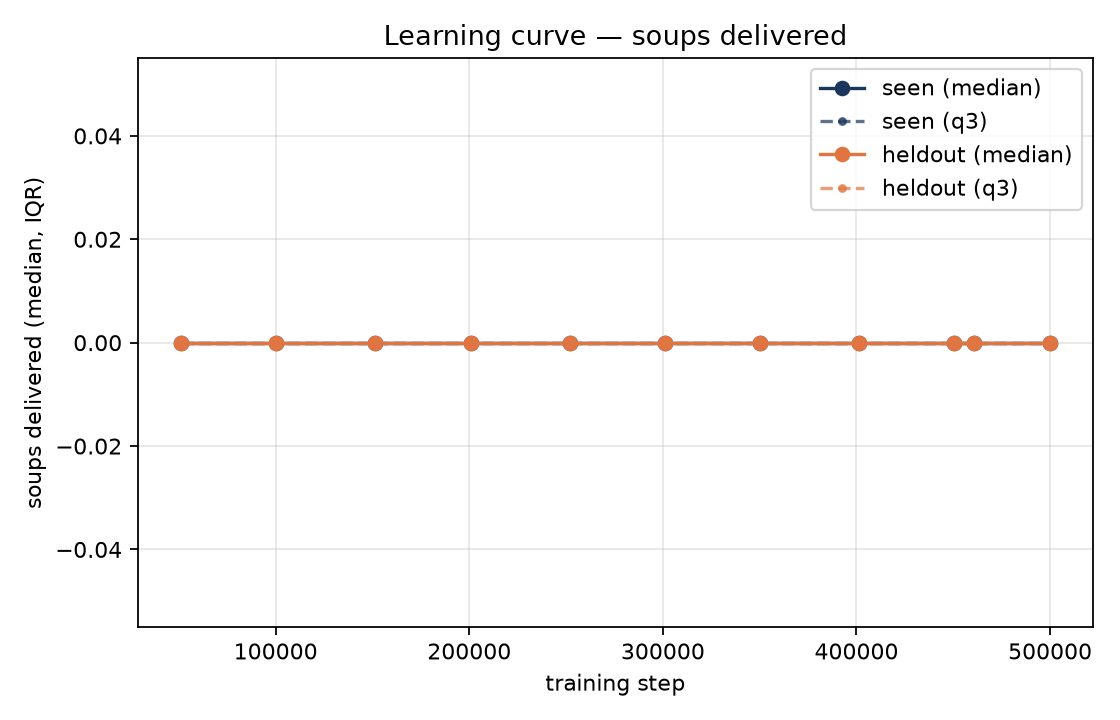 Learning curve — soups delivered
seen (median)
seen (q3)
heldout (median)
heldout (q3)
soups delivered (median, IQR)
0.04
0.02
0.00
−0.02
−0.04
100000
200000
300000
400000
500000
training step